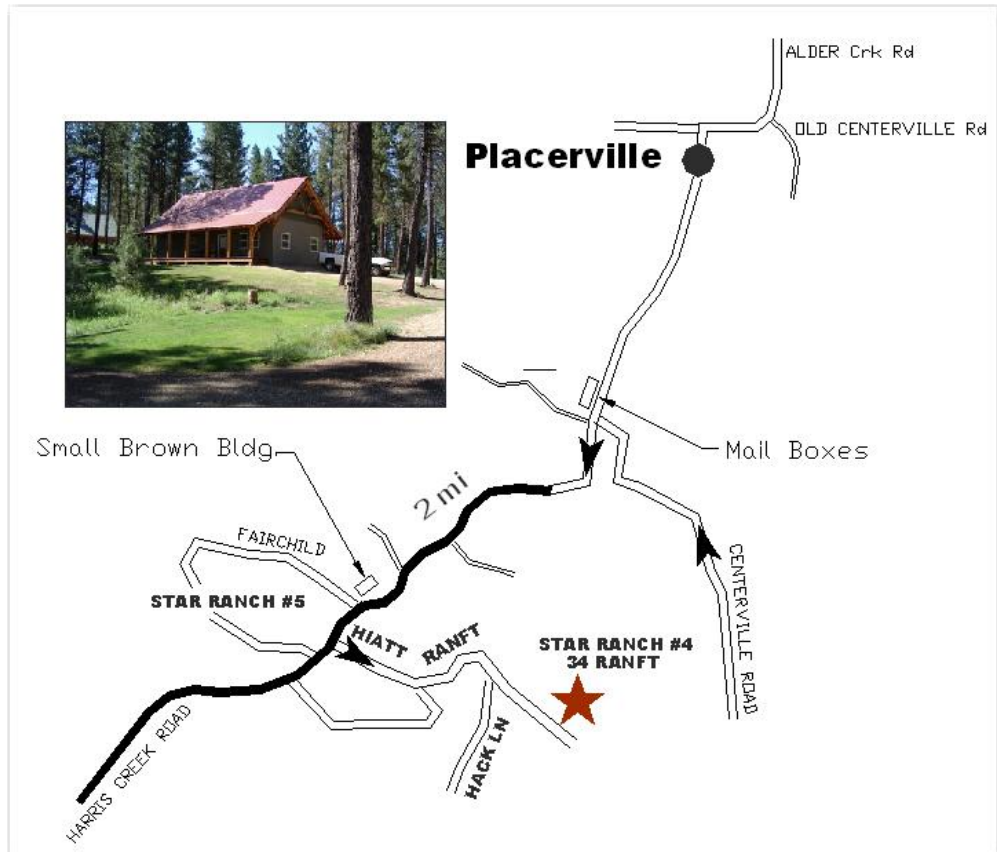 ALDER Crk Rd
OLD CENTERVILLE Rd
Placerville
Small Brown Bldg.
Mail Boxes
2 mi
FAIRCHILD
STAR RANCH #5
HIATT
RANFT
STAR RANCH #4
34 RANFT
CENTERVILLE ROAD
HACK LN
HARRIS CREEK ROAD